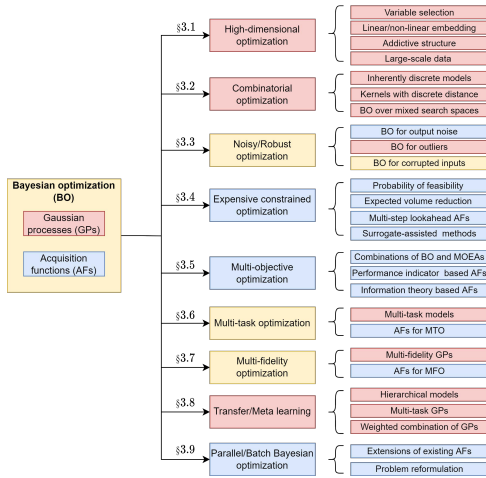 Bayesian optimization
(BO)
Gaussian
processes (GPs)
Acquisition
functions (AFs)
§3.1
High-dimensional
optimization
Variable selection
Linear/non-linear embedding
Addictive structure
Large-scale data
§3.2
Combinatorial
optimization
Inherently discrete models
Kernels with discrete distance
BO over mixed search spaces
§3.3
Noisy/Robust
optimization
BO for output noise
BO for outliers
BO for corrupted inputs
§3.4
Expensive constrained
optimization
Probability of feasibility
Expected volume reduction
Multi-step lookahead AFs
Surrogate-assisted methods
§3.5
Multi-objective
optimization
Combinations of BO and MOEAs
Performance indicator based AFs
Information theory based AFs
§3.6
Multi-task optimization
Multi-task models
AFs for MTO
§3.7
Multi-fidelity
optimization
Multi-fidelity GPs
AFs for MFO
§3.8
Transfer/Meta learning
Hierarchical models
Multi-task GPs
Weighted combination of GPs
§3.9
Parallel/Batch Bayesian
optimization
Extensions of existing AFs
Problem reformulation